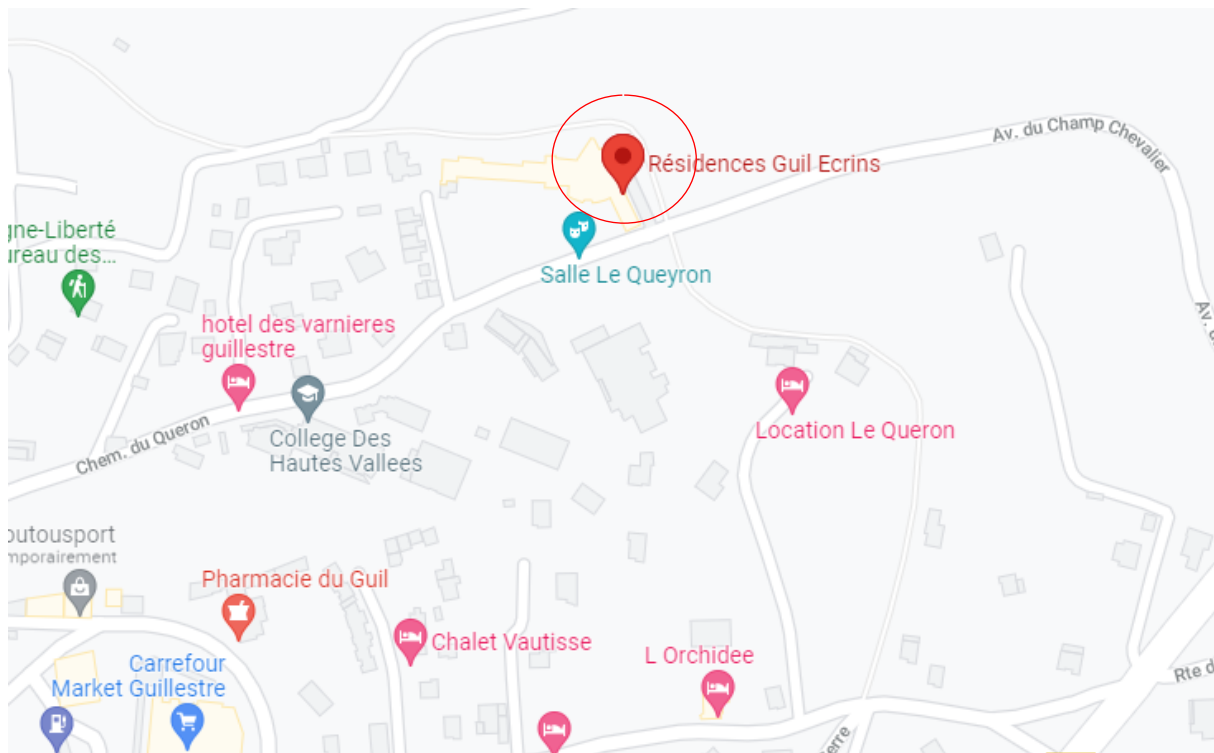 Av. du Champ Chevalier
Résidences Guil Ecrins
gne-Liberté
ureau des...
Salle Le Queyron
Av. d
hotel des varnieres
guillestre
Chem. du Queron
College Des
Hautes Vallees
Location Le Queron
outousport
mporairement
Pharmacie du Guil
Chalet Vautisse
L Orchidee
Carrefour
Market Guillestre
Rte d
erre